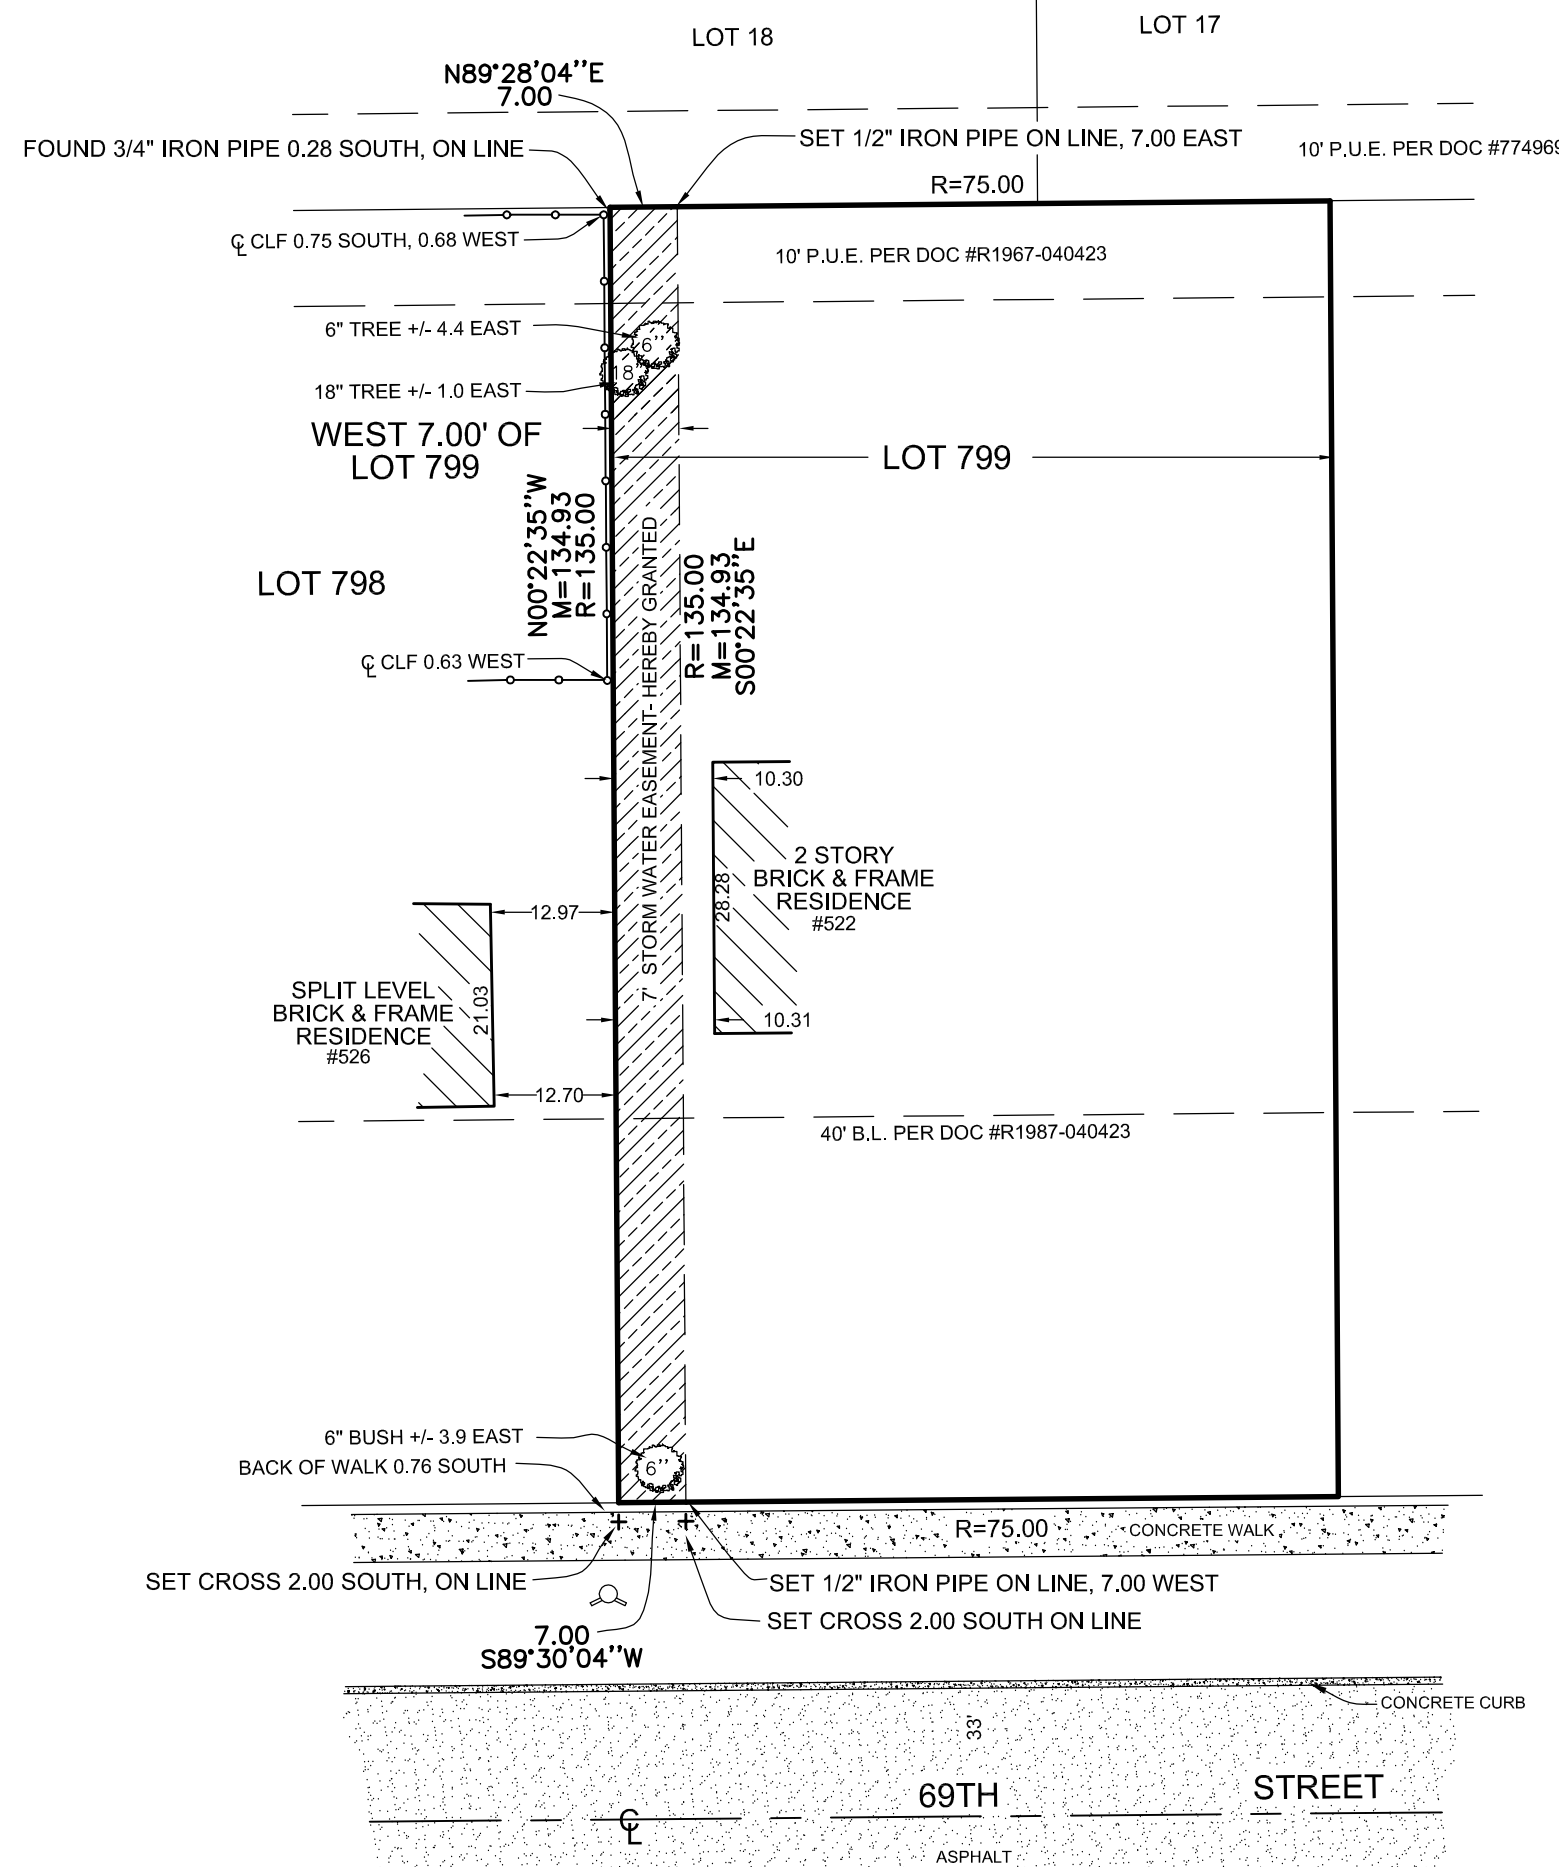 LOT 18
LOT 17
N89°28'04''E
7.00
FOUND 3/4" IRON PIPE 0.28 SOUTH, ON LINE
SET 1/2" IRON PIPE ON LINE, 7.00 EAST
10' P.U.E. PER DOC #774969
R=75.00
℄ CLF 0.75 SOUTH, 0.68 WEST
10' P.U.E. PER DOC #R1967-040423
6" TREE +/- 4.4 EAST
6''
18" TREE +/- 1.0 EAST
18''
WEST 7.00' OF
LOT 799
LOT 799
N00°22'35''W
M=134.93
R=135.00
7' STORM WATER EASEMENT- HEREBY GRANTED
R=135.00
M=134.93
S00°22'35''E
LOT 798
℄ CLF 0.63 WEST
10.30
2 STORY
BRICK & FRAME
RESIDENCE
#522
28.28
10.31
12.97
SPLIT LEVEL
BRICK & FRAME
RESIDENCE
#526
21.03
12.70
40' B.L. PER DOC #R1987-040423
6" BUSH +/- 3.9 EAST
6''
BACK OF WALK 0.76 SOUTH
R=75.00
CONCRETE WALK
SET CROSS 2.00 SOUTH, ON LINE
SET 1/2" IRON PIPE ON LINE, 7.00 WEST
SET CROSS 2.00 SOUTH ON LINE
7.00
S89°30'04''W
CONCRETE CURB
33'
69TH STREET
℄
ASPHALT